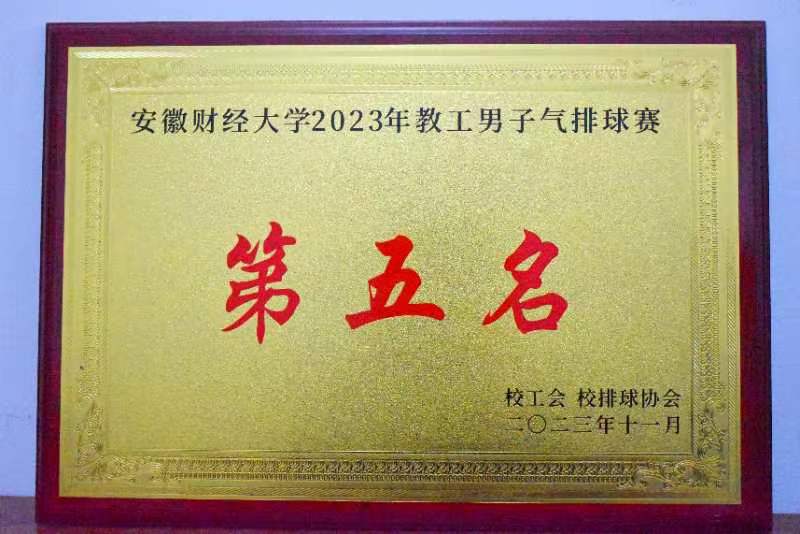 安徽财经大学2023年教工男子气排球赛
第五名
校工会 校排球协会
二〇二三年十一月